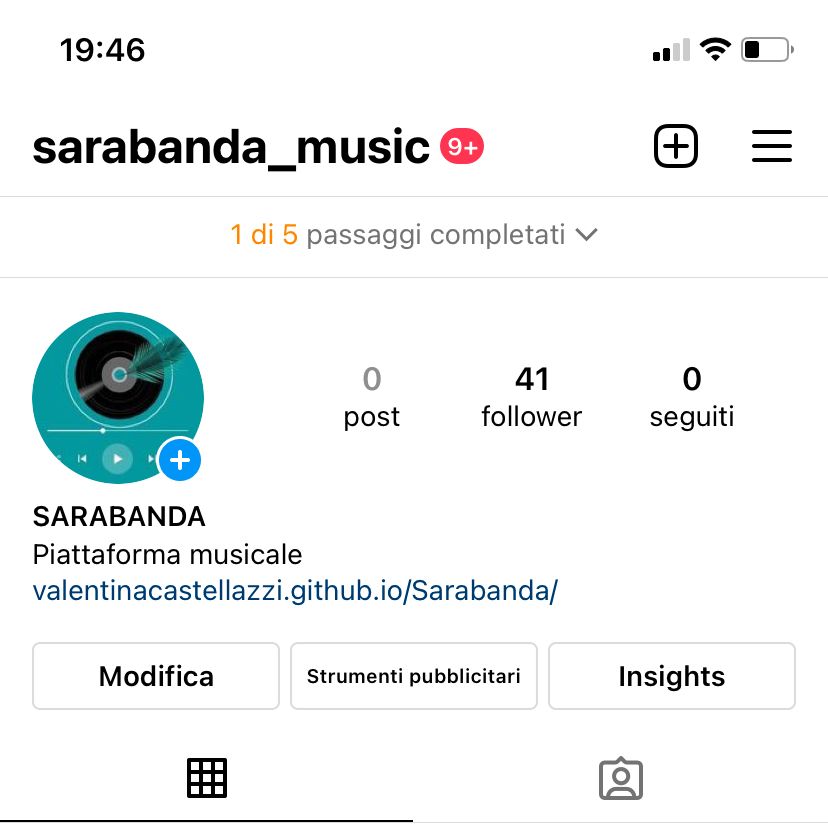 19:46
sarabanda_music 9+
1 di 5 passaggi completati
0 41 0
post follower seguiti
SARABANDA
Piattaforma musicale
valentinacastellazzi.github.io/Sarabanda/
Modifica Strumenti pubblicitari Insights